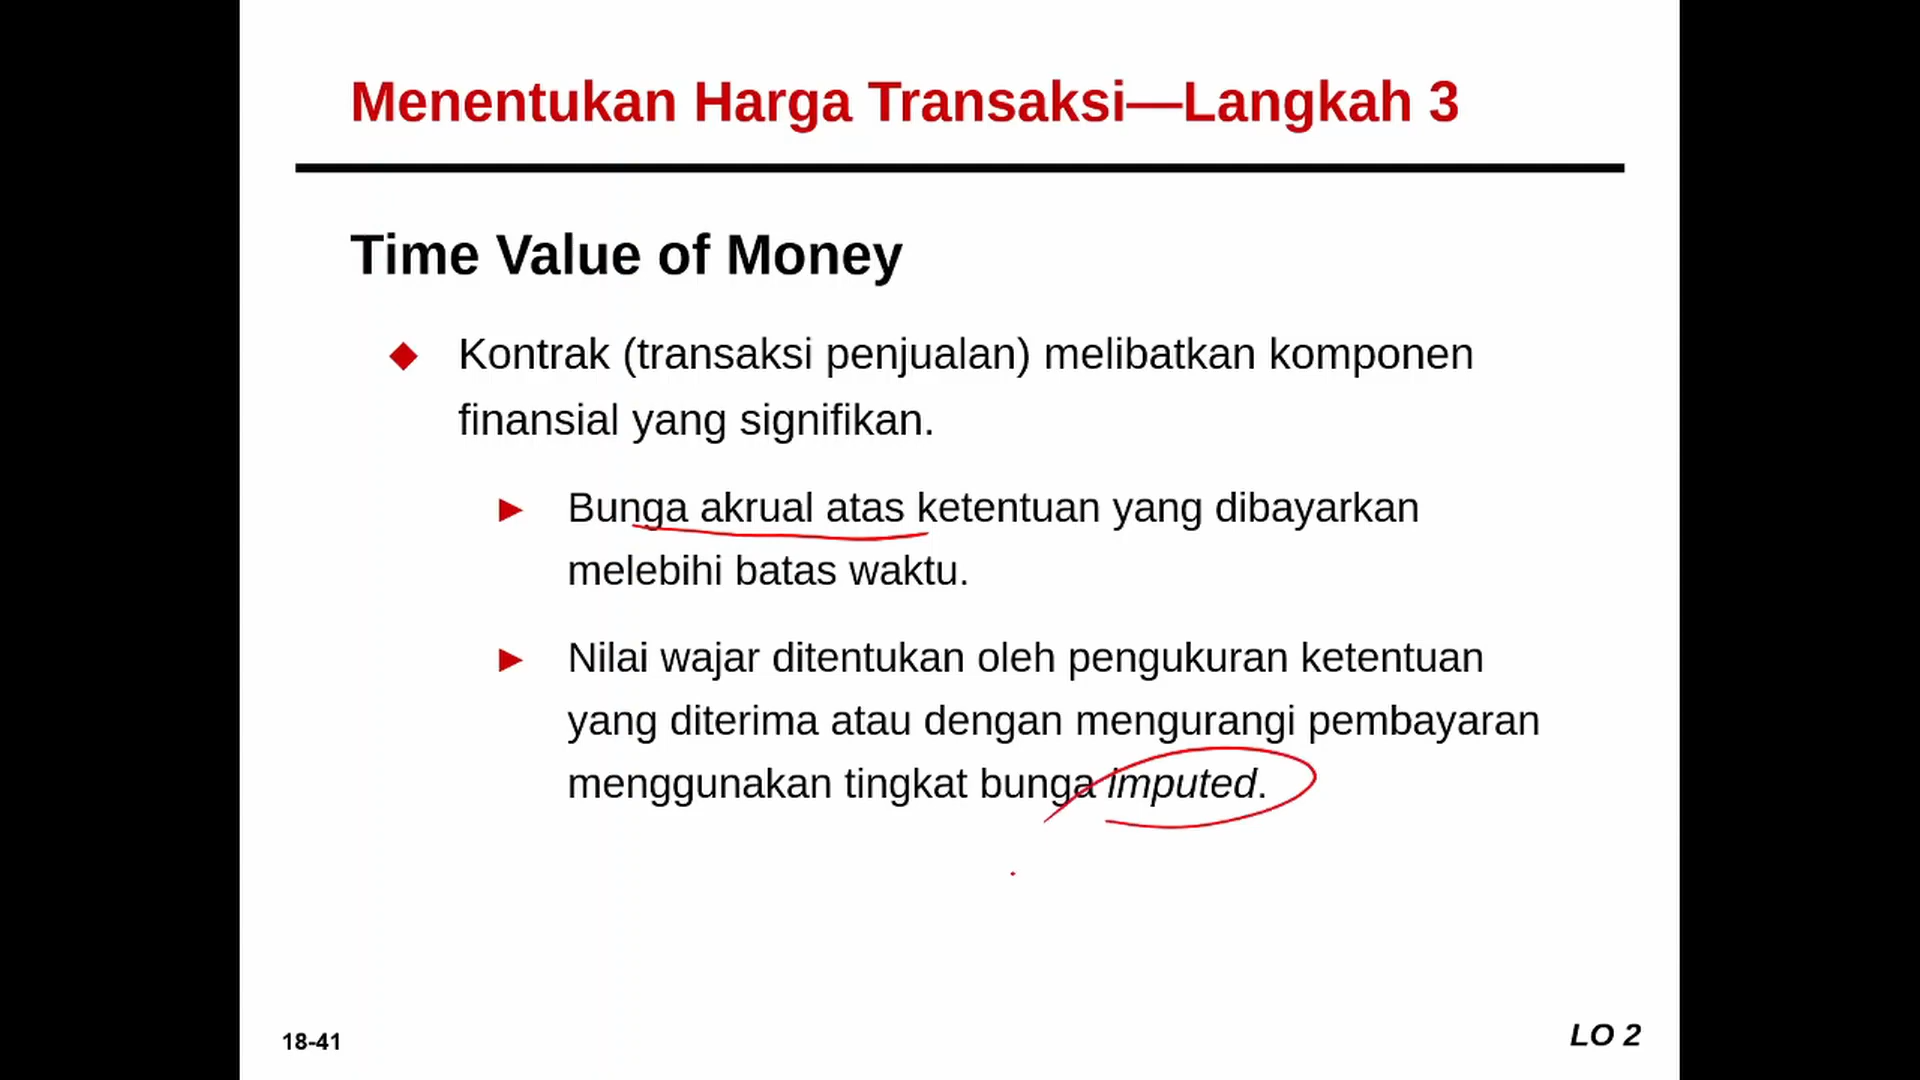 Menentukan Harga Transaksi—Langkah 3
Time Value of Money
Kontrak (transaksi penjualan) melibatkan komponen
finansial yang signifikan.
Bunga akrual atas ketentuan yang dibayarkan
melebihi batas waktu.
Nilai wajar ditentukan oleh pengukuran ketentuan
yang diterima atau dengan mengurangi pembayaran
menggunakan tingkat bunga imputed.
18-41
LO 2